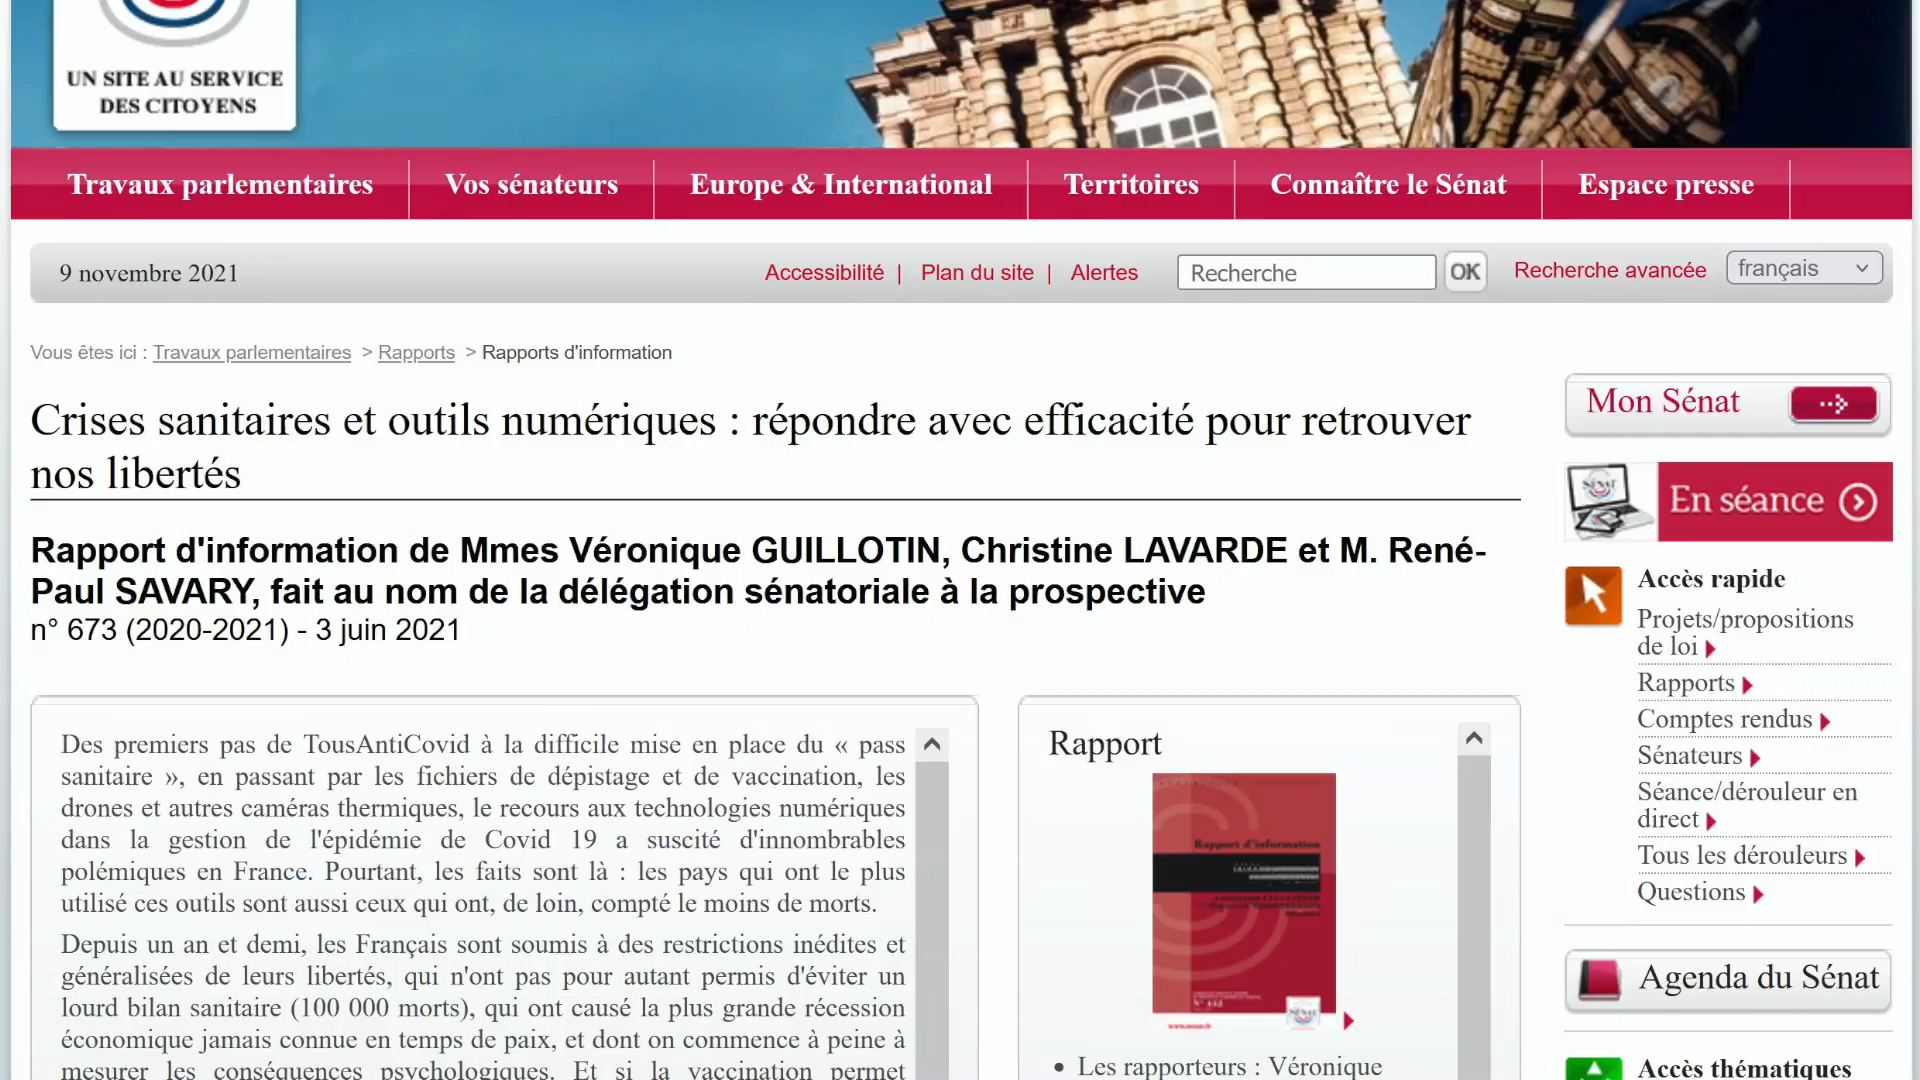 UN SITE AU SERVICE
DES CITOYENS
Travaux parlementaires
Vos sénateurs
Europe & International
Territoires
Connaître le Sénat
Espace presse
9 novembre 2021
Accessibilité |
Plan du site |
Alertes
Recherche
OK
Recherche avancée
français
Vous êtes ici : Travaux parlementaires > Rapports > Rapports d'information
Crises sanitaires et outils numériques : répondre avec efficacité pour retrouver
nos libertés
Rapport d'information de Mmes Véronique GUILLOTIN, Christine LAVARDE et M. René-
Paul SAVARY, fait au nom de la délégation sénatoriale à la prospective
n° 673 (2020-2021) - 3 juin 2021
Des premiers pas de TousAntiCovid à la difficile mise en place du « pass
sanitaire », en passant par les fichiers de dépistage et de vaccination, les
drones et autres caméras thermiques, le recours aux technologies numériques
dans la gestion de l'épidémie de Covid 19 a suscité d'innombrables
polémiques en France. Pourtant, les faits sont là : les pays qui ont le plus
utilisé ces outils sont aussi ceux qui ont, de loin, compté le moins de morts.
Depuis un an et demi, les Français sont soumis à des restrictions inédites et
généralisées de leurs libertés, qui n'ont pas pour autant permis d'éviter un
lourd bilan sanitaire (100 000 morts), qui ont causé la plus grande récession
économique jamais connue en temps de paix, et dont on commence à peine à
mesurer les conséquences psychologiques. Et si la vaccination permet
Rapport
Rapport d'information
SÉNAT
• Les rapporteurs : Véronique
Mon Sénat
SÉNAT
En séance
Accès rapide
Projets/propositions
de loi
Rapports
Comptes rendus
Sénateurs
Séance/dérouleur en
direct
Tous les dérouleurs
Questions
Agenda du Sénat
Accès thématiques